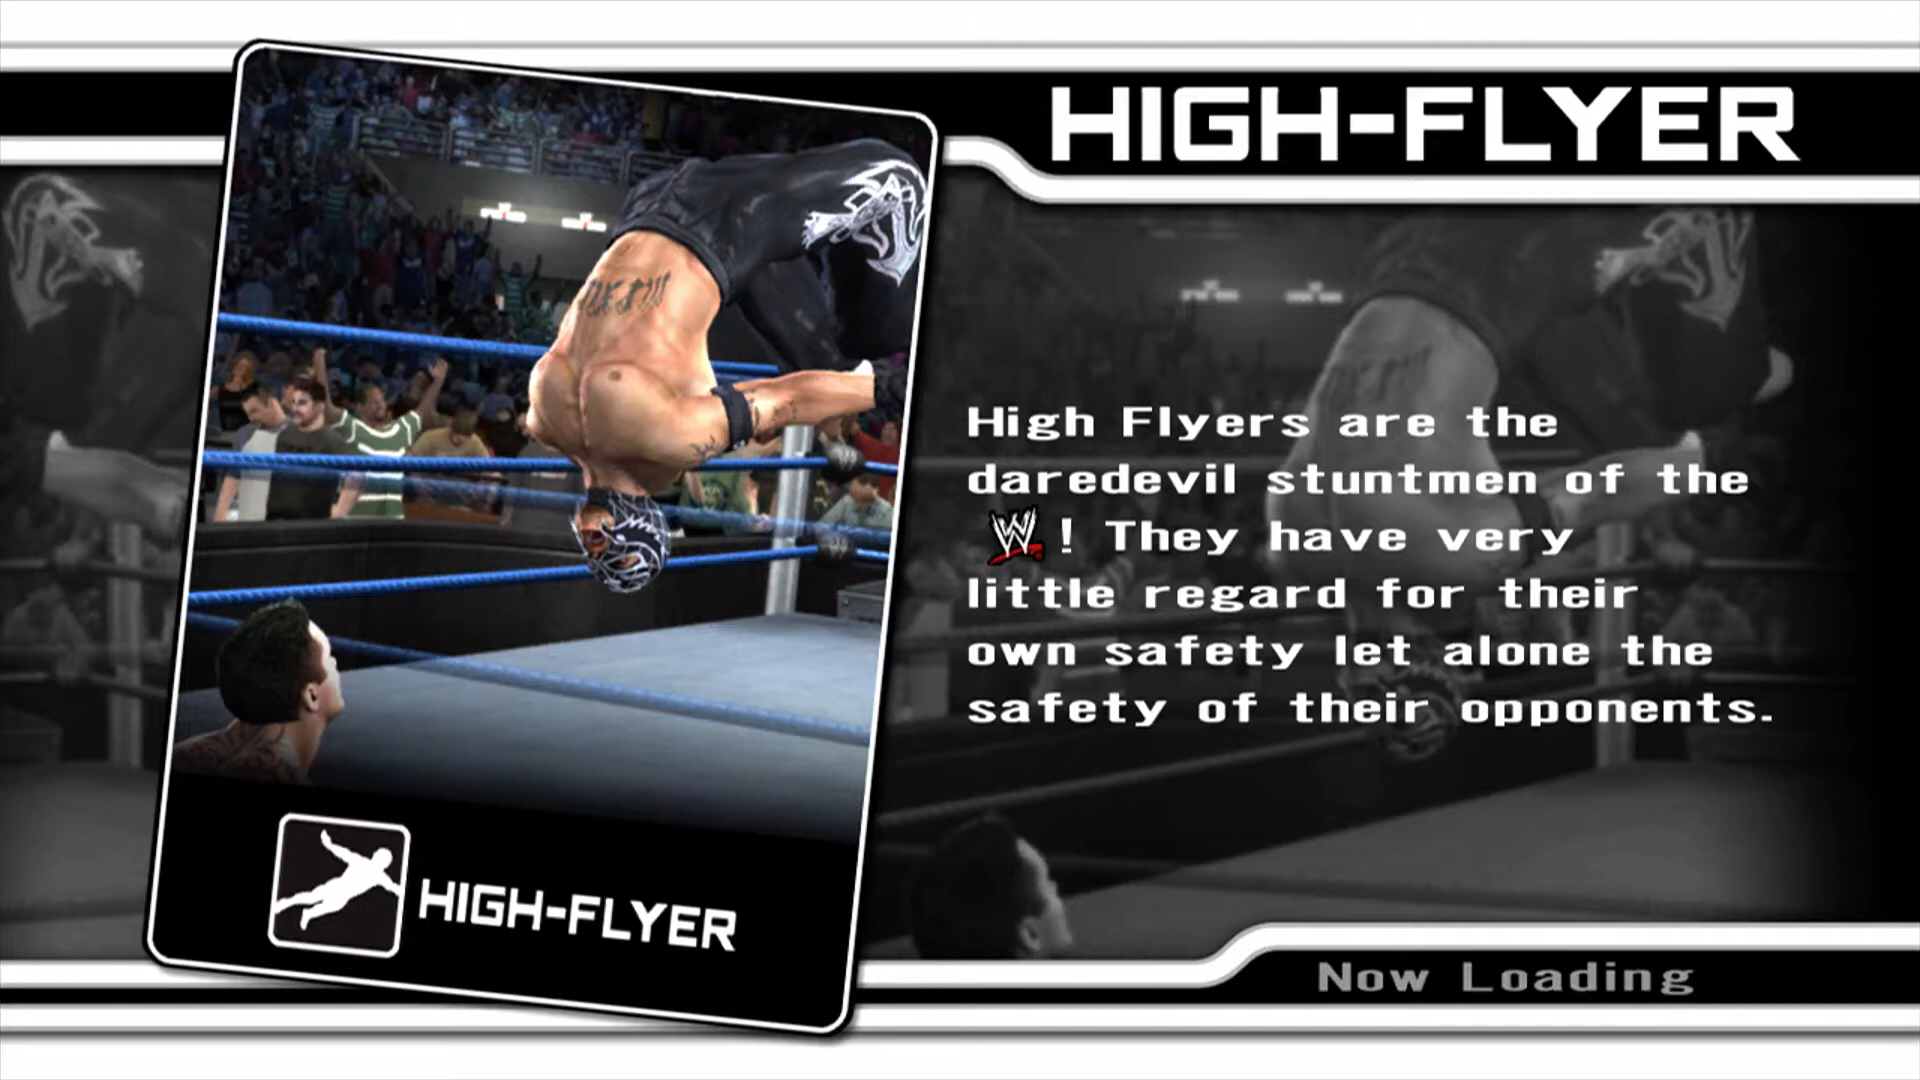 HIGH-FLYER
High Flyers are the
daredevil stuntmen of the
W! They have very
little regard for their
own safety let alone the
safety of their opponents.
HIGH-FLYER
Now Loading